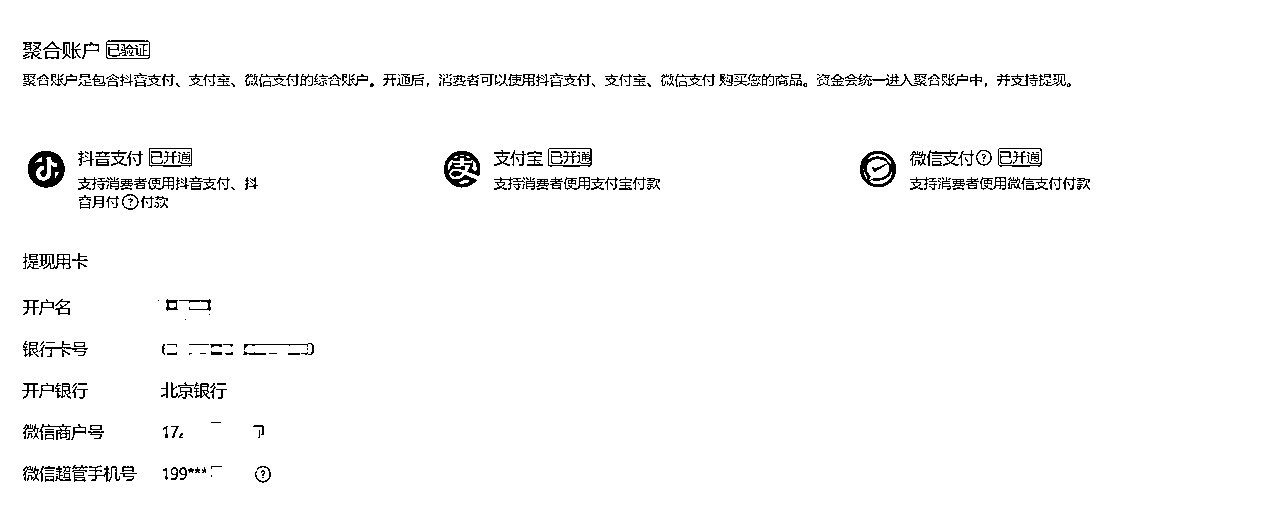 聚合账户 已验证
聚合账户是包含抖音支付、支付宝、微信支付的综合账户。开通后，消费者可以使用抖音支付、支付宝、微信支付 购买您的商品。资金会统一进入聚合账户中，并支持提现。
抖音支付 已开通
支持消费者使用抖音支付、抖
音月付?付款
支付宝 已开通
支持消费者使用支付宝付款
微信支付? 已开通
支持消费者使用微信支付付款
提现用卡
开户名
银行卡号
开户银行 北京银行
微信商户号 17
微信超管手机号 199***